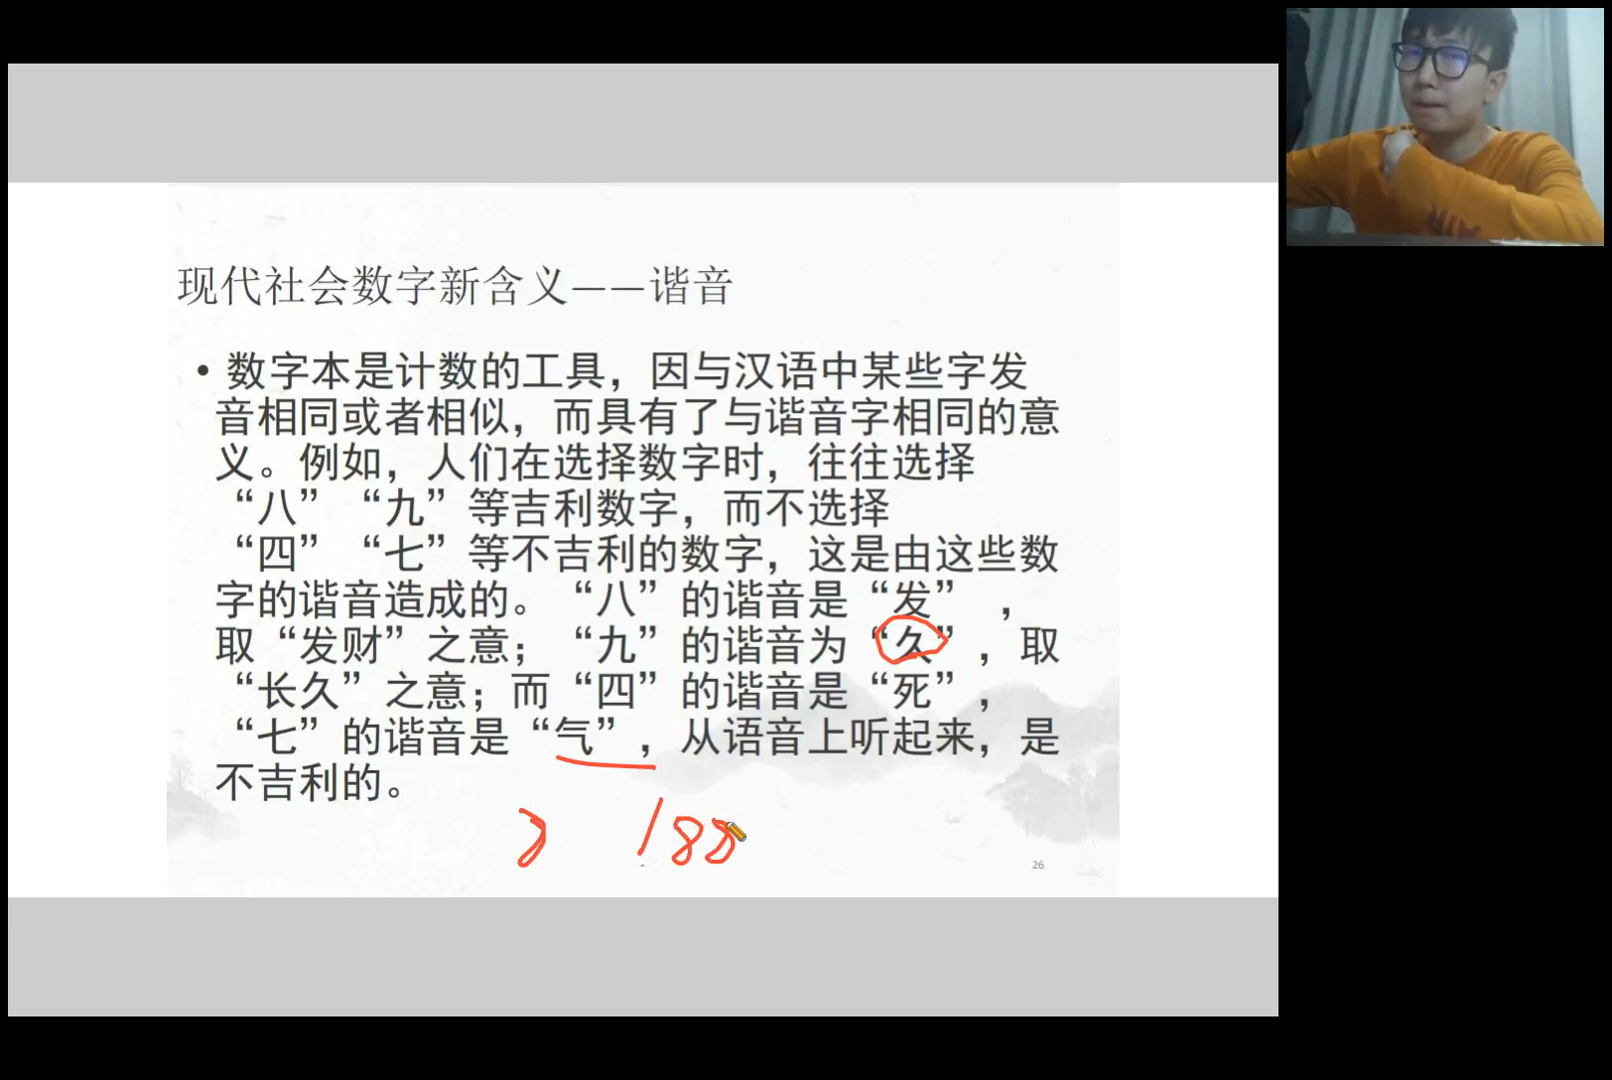 现代社会数字新含义——谐音
• 数字本是计数的工具，因与汉语中某些字发
音相同或者相似，而具有了与谐音字相同的意
义。例如，人们在选择数字时，往往选择
“八”“九”等吉利数字，而不选择
“四”“七”等不吉利的数字，这是由这些数
字的谐音造成的。“八”的谐音是“发”，
取“发财”之意；“九”的谐音为“久”，取
“长久”之意；而“四”的谐音是“死”，
“七”的谐音是“气”，从语音上听起来，是
不吉利的。
8 188
26